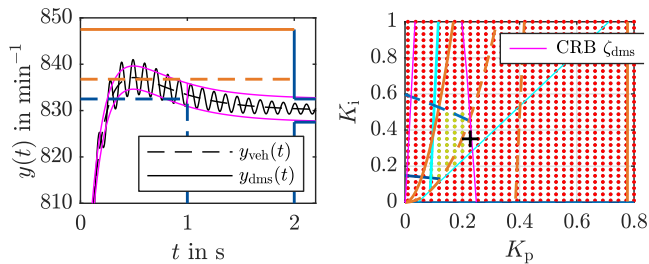 850
840
830
820
810
y(t) in min⁻¹
y_veh(t)
y_dms(t)
0
1
2
t in s
1
0.8
0.6
0.4
0.2
0
K_i
CRB ζ_dms
0
0.2
0.4
0.6
0.8
K_p